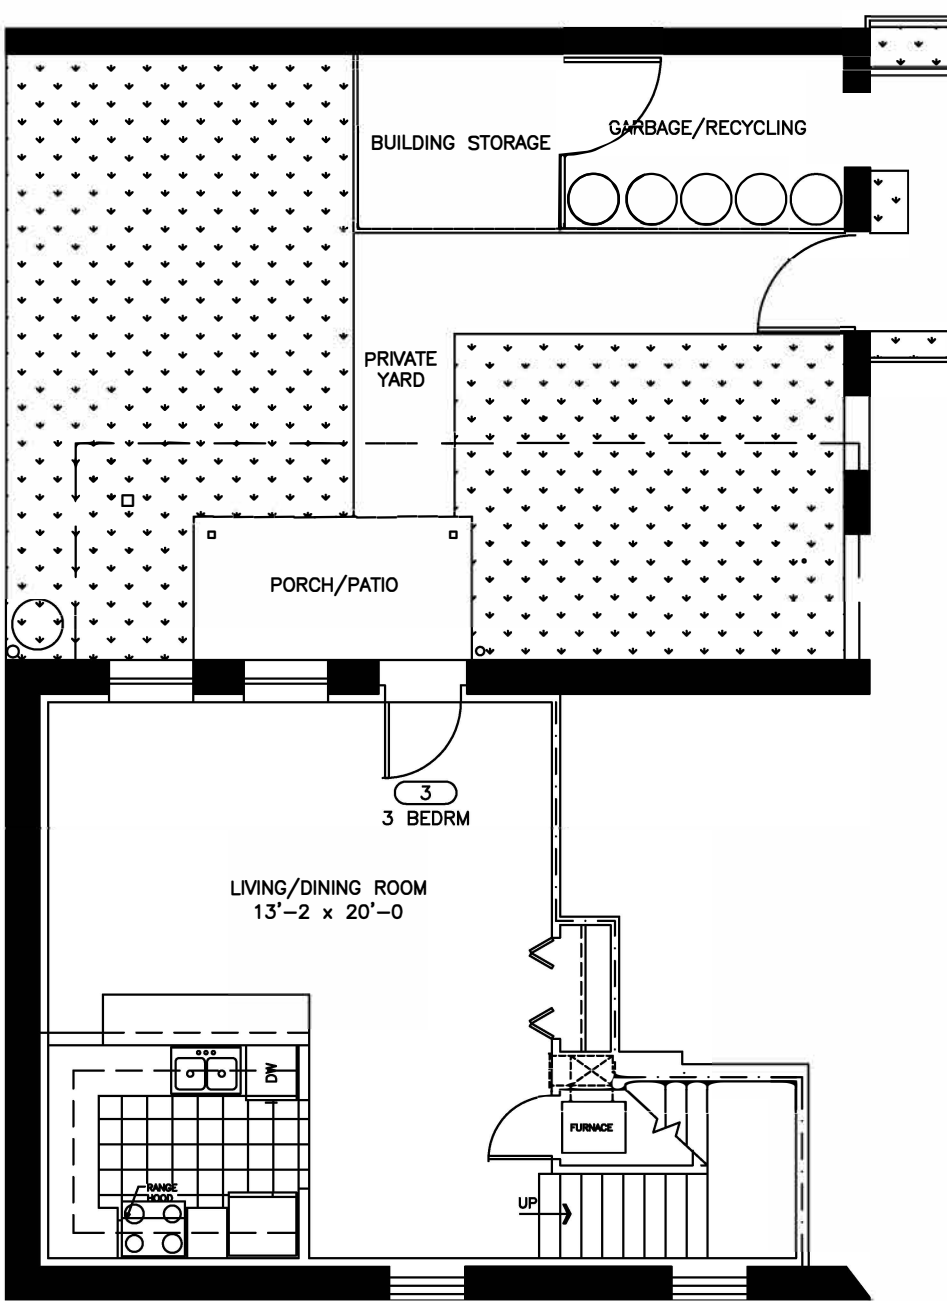 BUILDING STORAGE
GARBAGE/RECYCLING
PRIVATE
YARD
PORCH/PATIO
3
3 BEDRM
LIVING/DINING ROOM
13'-2 x 20'-0
DW
FURNACE
RANGE
HOOD
UP